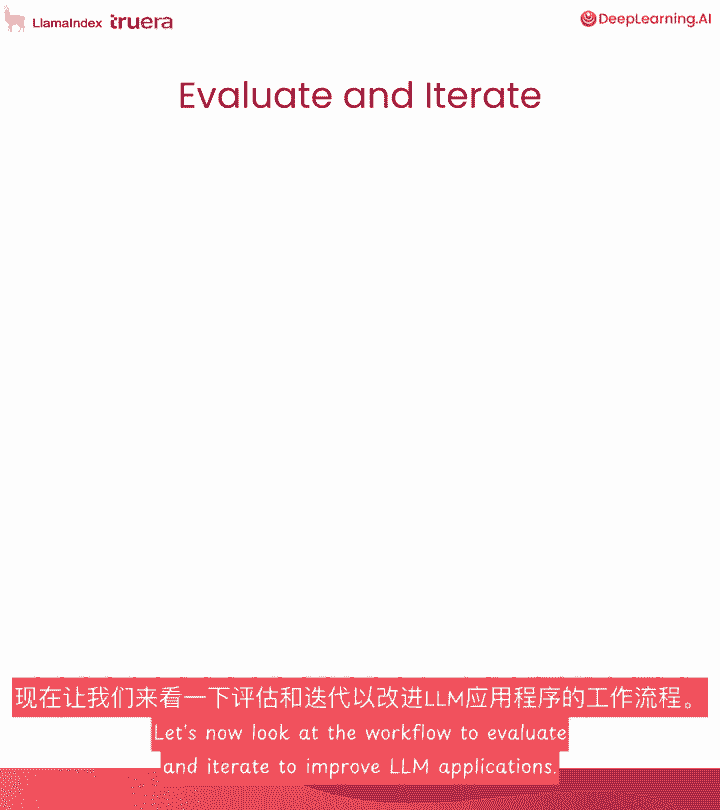 LlamaIndex truera DeepLearning.AI
Evaluate and Iterate
现在让我们来看一下评估和迭代以改进LLM应用程序的工作流程。
Let's now look at the workflow to evaluate
and iterate to improve LLM applications.